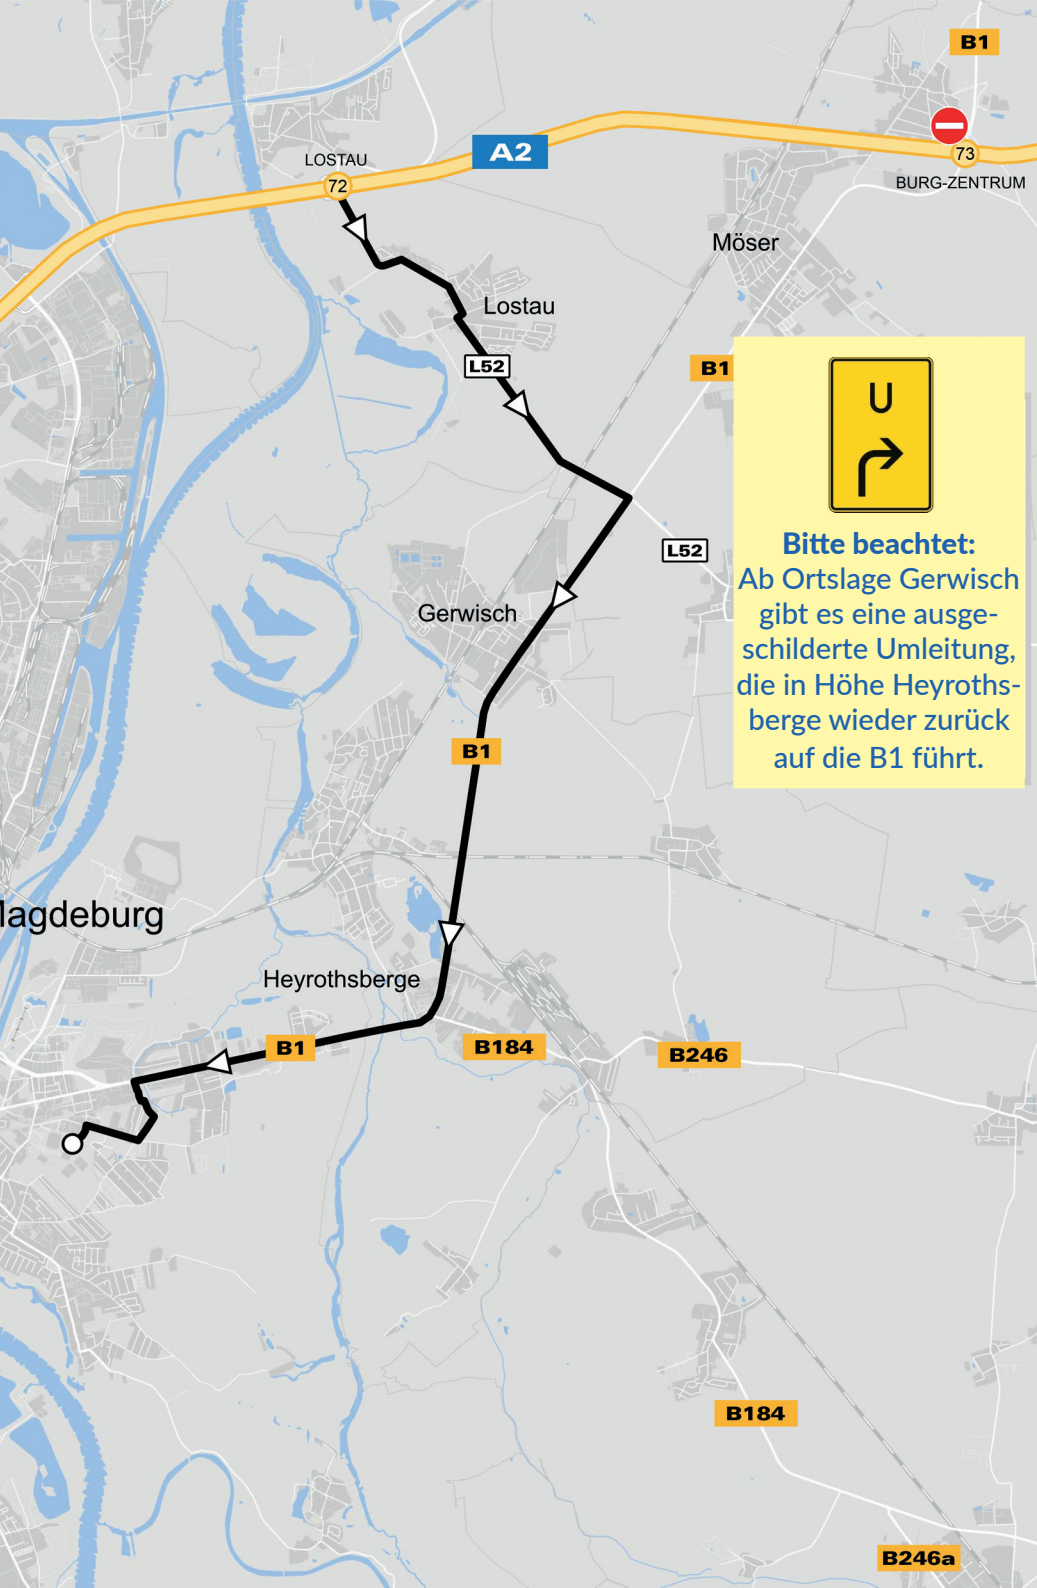 B1
A2
LOSTAU
72
73
BURG-ZENTRUM
Möser
Lostau
L52
B1
U
Bitte beachtet:
Ab Ortslage Gerwisch
gibt es eine ausge-
schilderte Umleitung,
die in Höhe Heyroths-
berge wieder zurück
auf die B1 führt.
L52
Gerwisch
B1
Magdeburg
Heyrothsberge
B1
B184
B246
B184
B246a